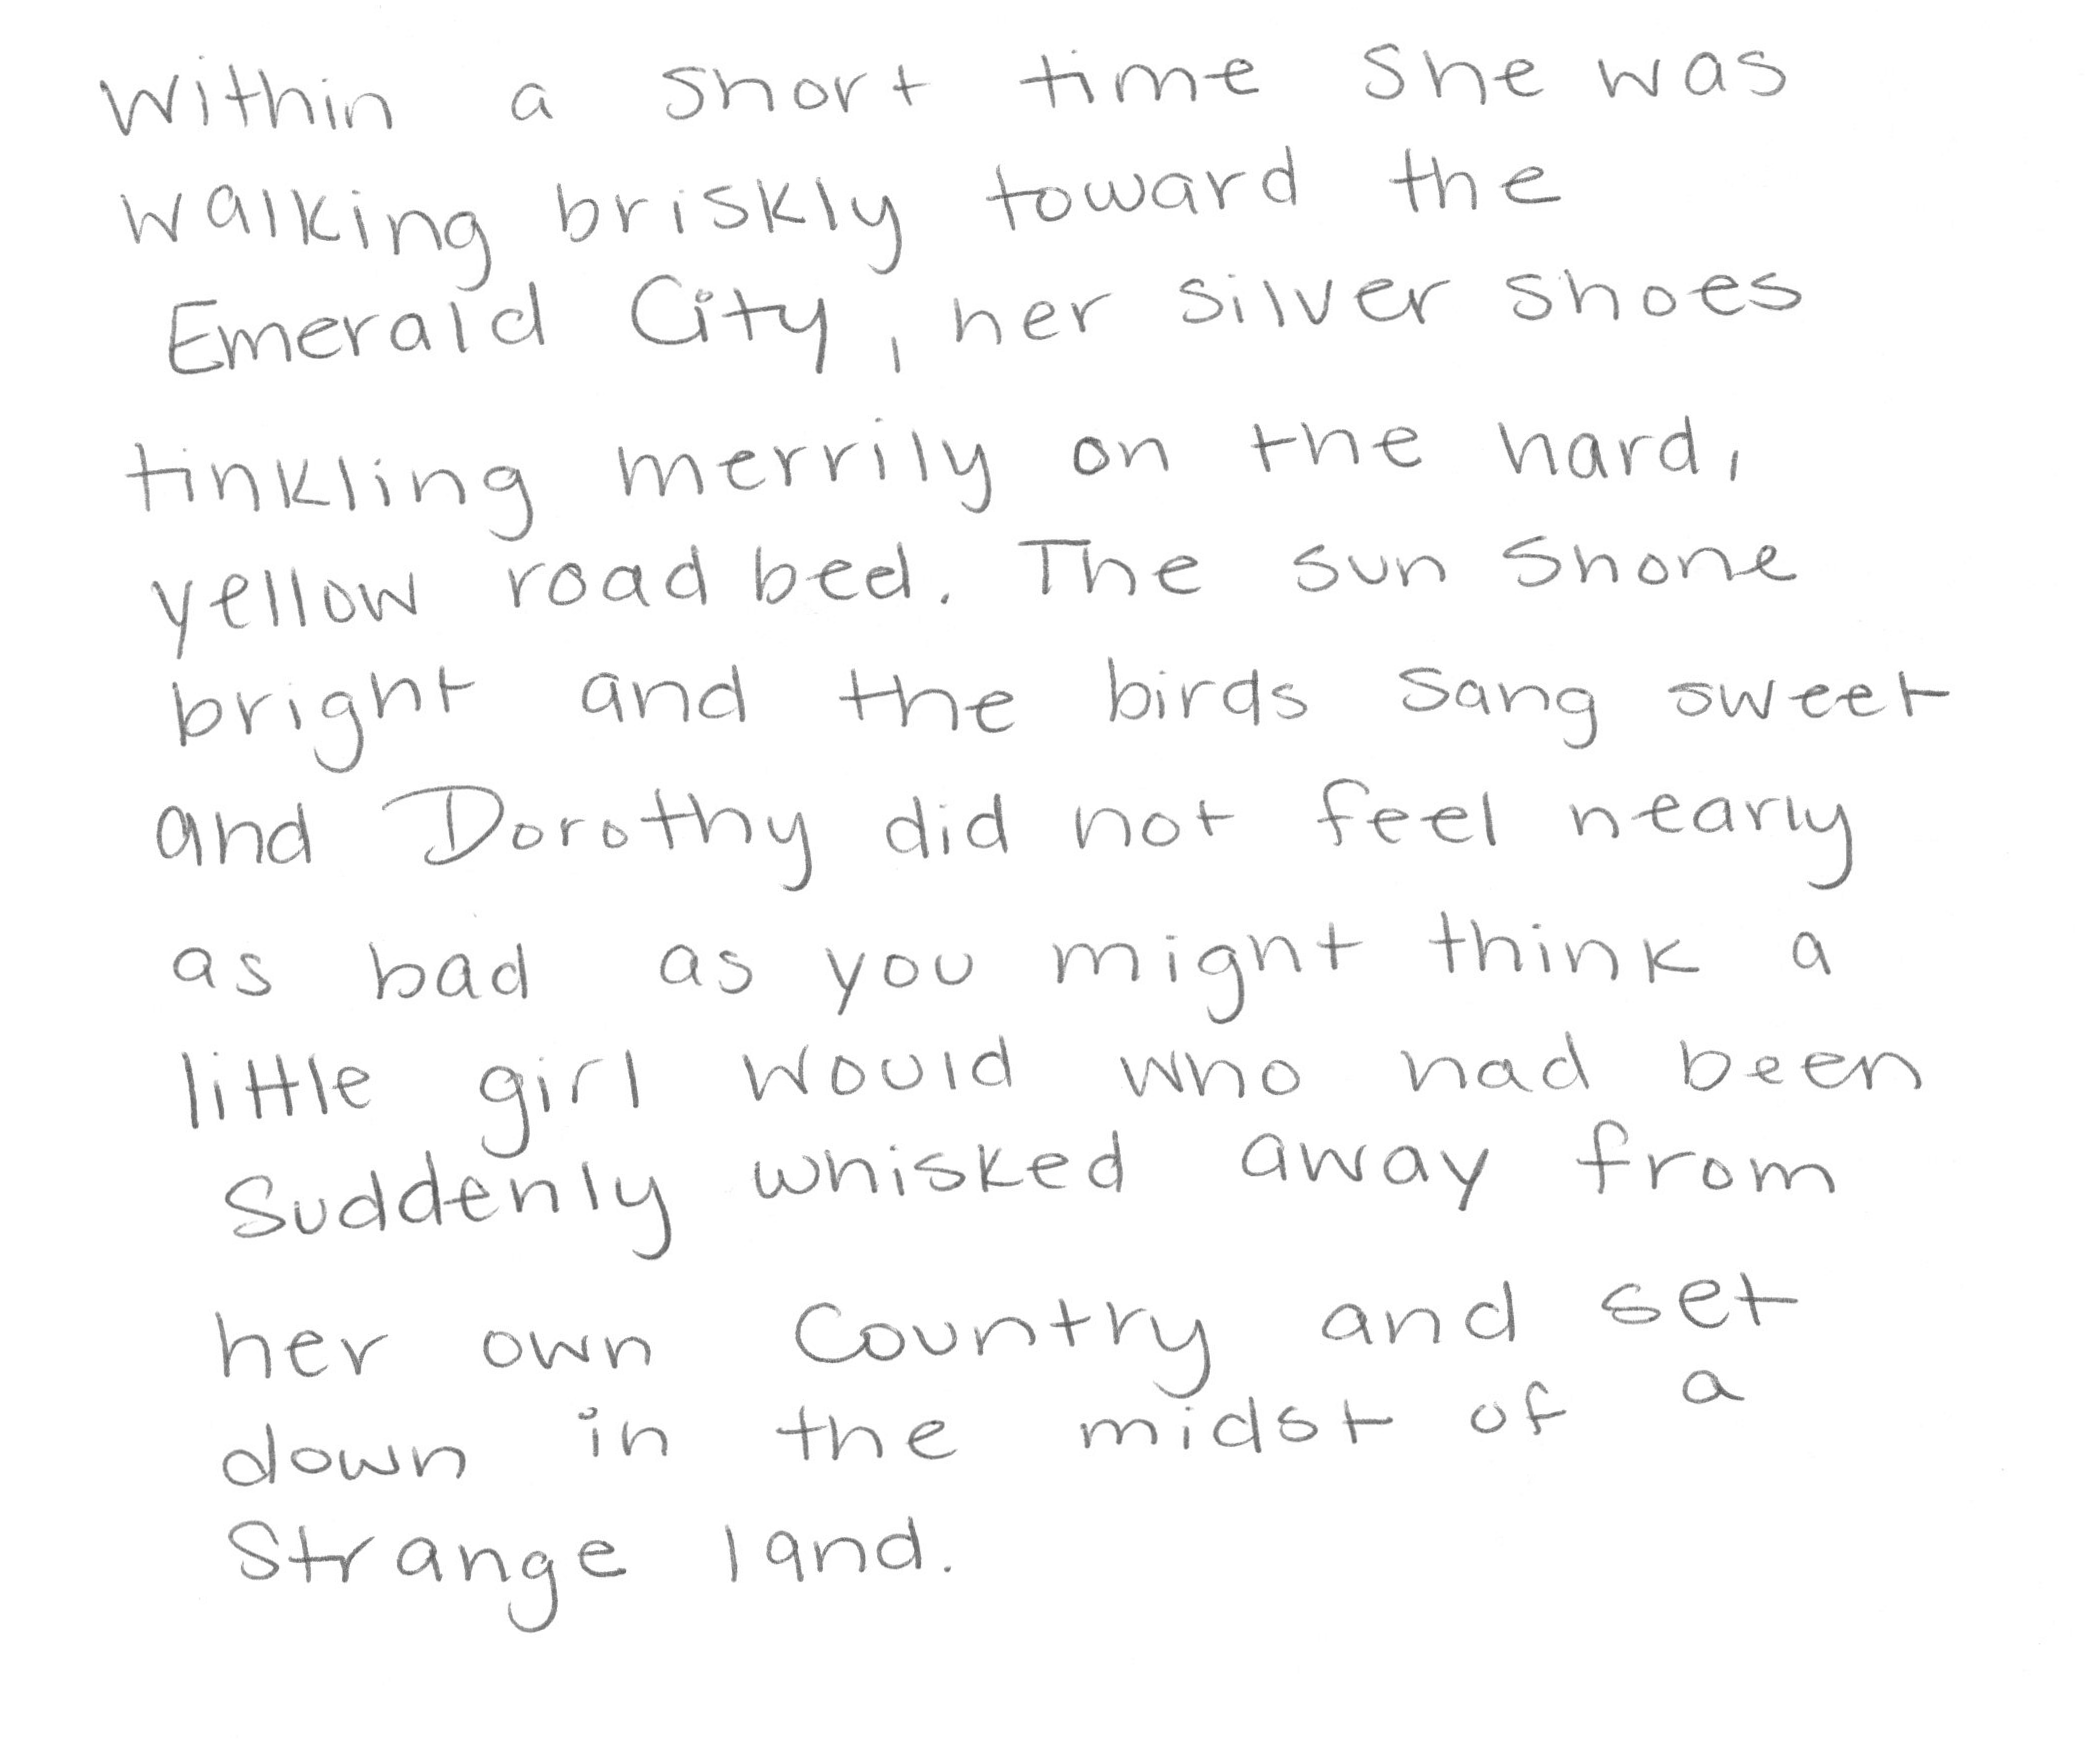 Within a short time she was
walking briskly toward the
Emerald City, her silver shoes
tinkling merrily on the hard,
yellow road bed. The sun shone
bright and the birds sang sweet
and Dorothy did not feel nearly
as bad as you might think a
little girl would who had been
suddenly whisked away from
her own country and set
down in the midst of a
strange land.